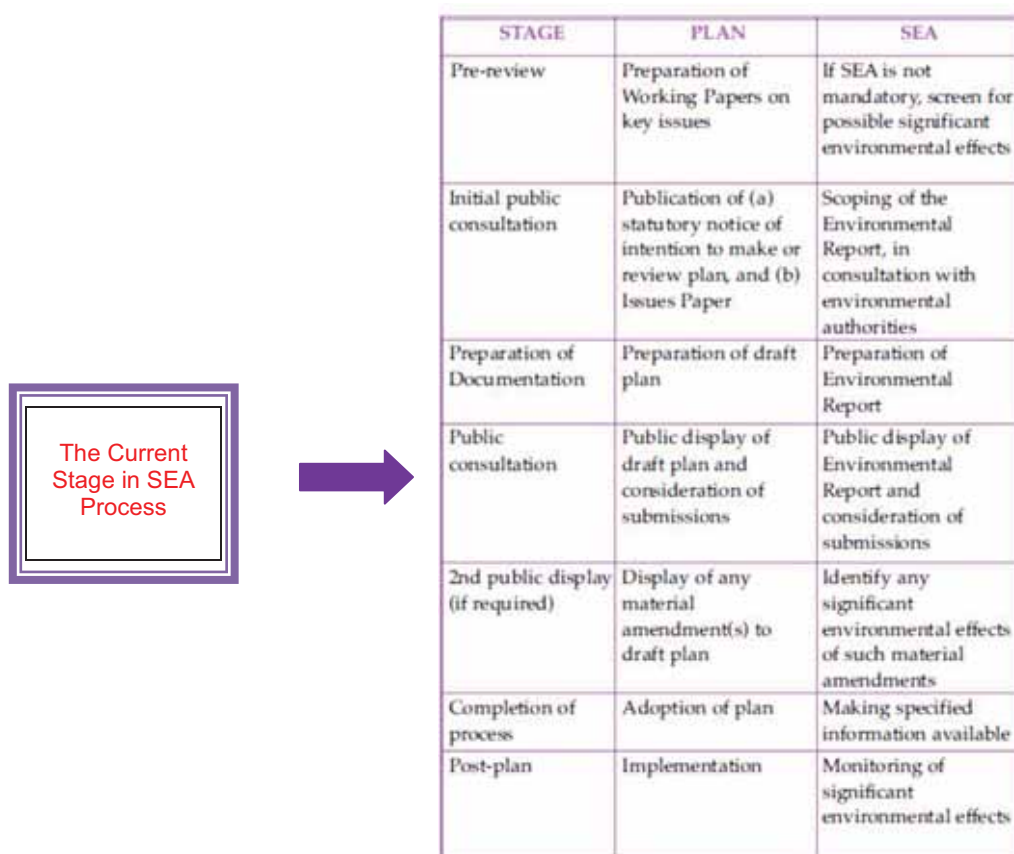 The Current
Stage in SEA
Process
STAGE PLAN SEA
Pre-review
Preparation of
Working Papers on
key issues
If SEA is not
mandatory, screen for
possible significant
environmental effects
Initial public
consultation
Publication of (a)
statutory notice of
intention to make or
review plan, and (b)
Issues Paper
Scoping of the
Environmental
Report, in
consultation with
environmental
authorities
Preparation of
Documentation
Preparation of draft
plan
Preparation of
Environmental
Report
Public
consultation
Public display of
draft plan and
consideration of
submissions
Public display of
Environmental
Report and
consideration of
submissions
2nd public display
(if required)
Display of any
material
amendment(s) to
draft plan
Identify any
significant
environmental effects
of such material
amendments
Completion of
process
Adoption of plan
Making specified
information available
Post-plan
Implementation
Monitoring of
significant
environmental effects